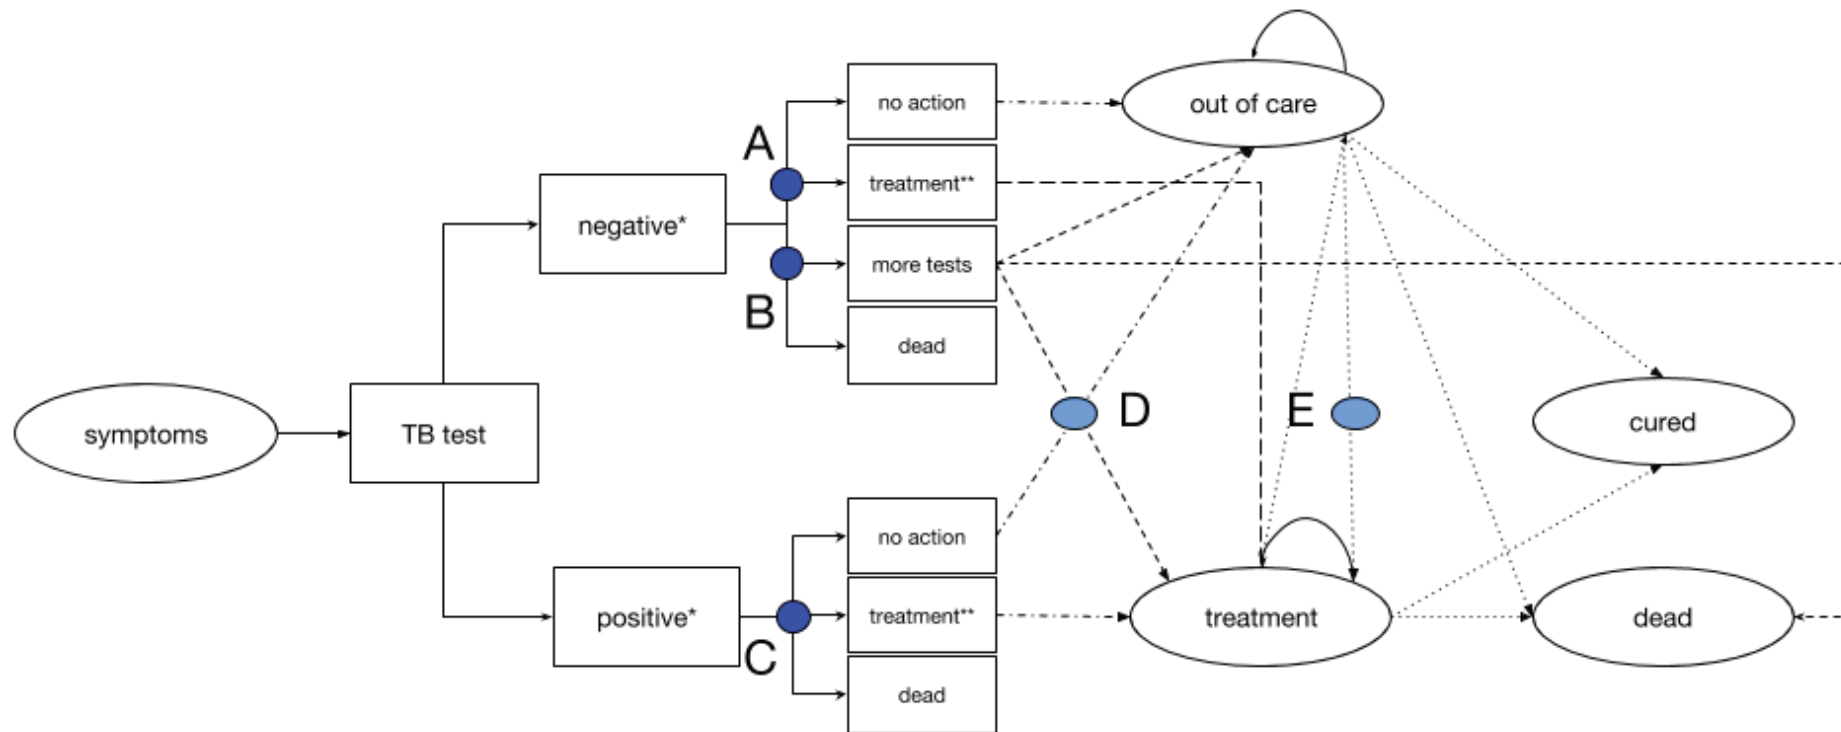 symptoms
TB test
negative*
positive*
A
B
C
no action
treatment**
more tests
dead
no action
treatment**
dead
D
E
out of care
treatment
cured
dead